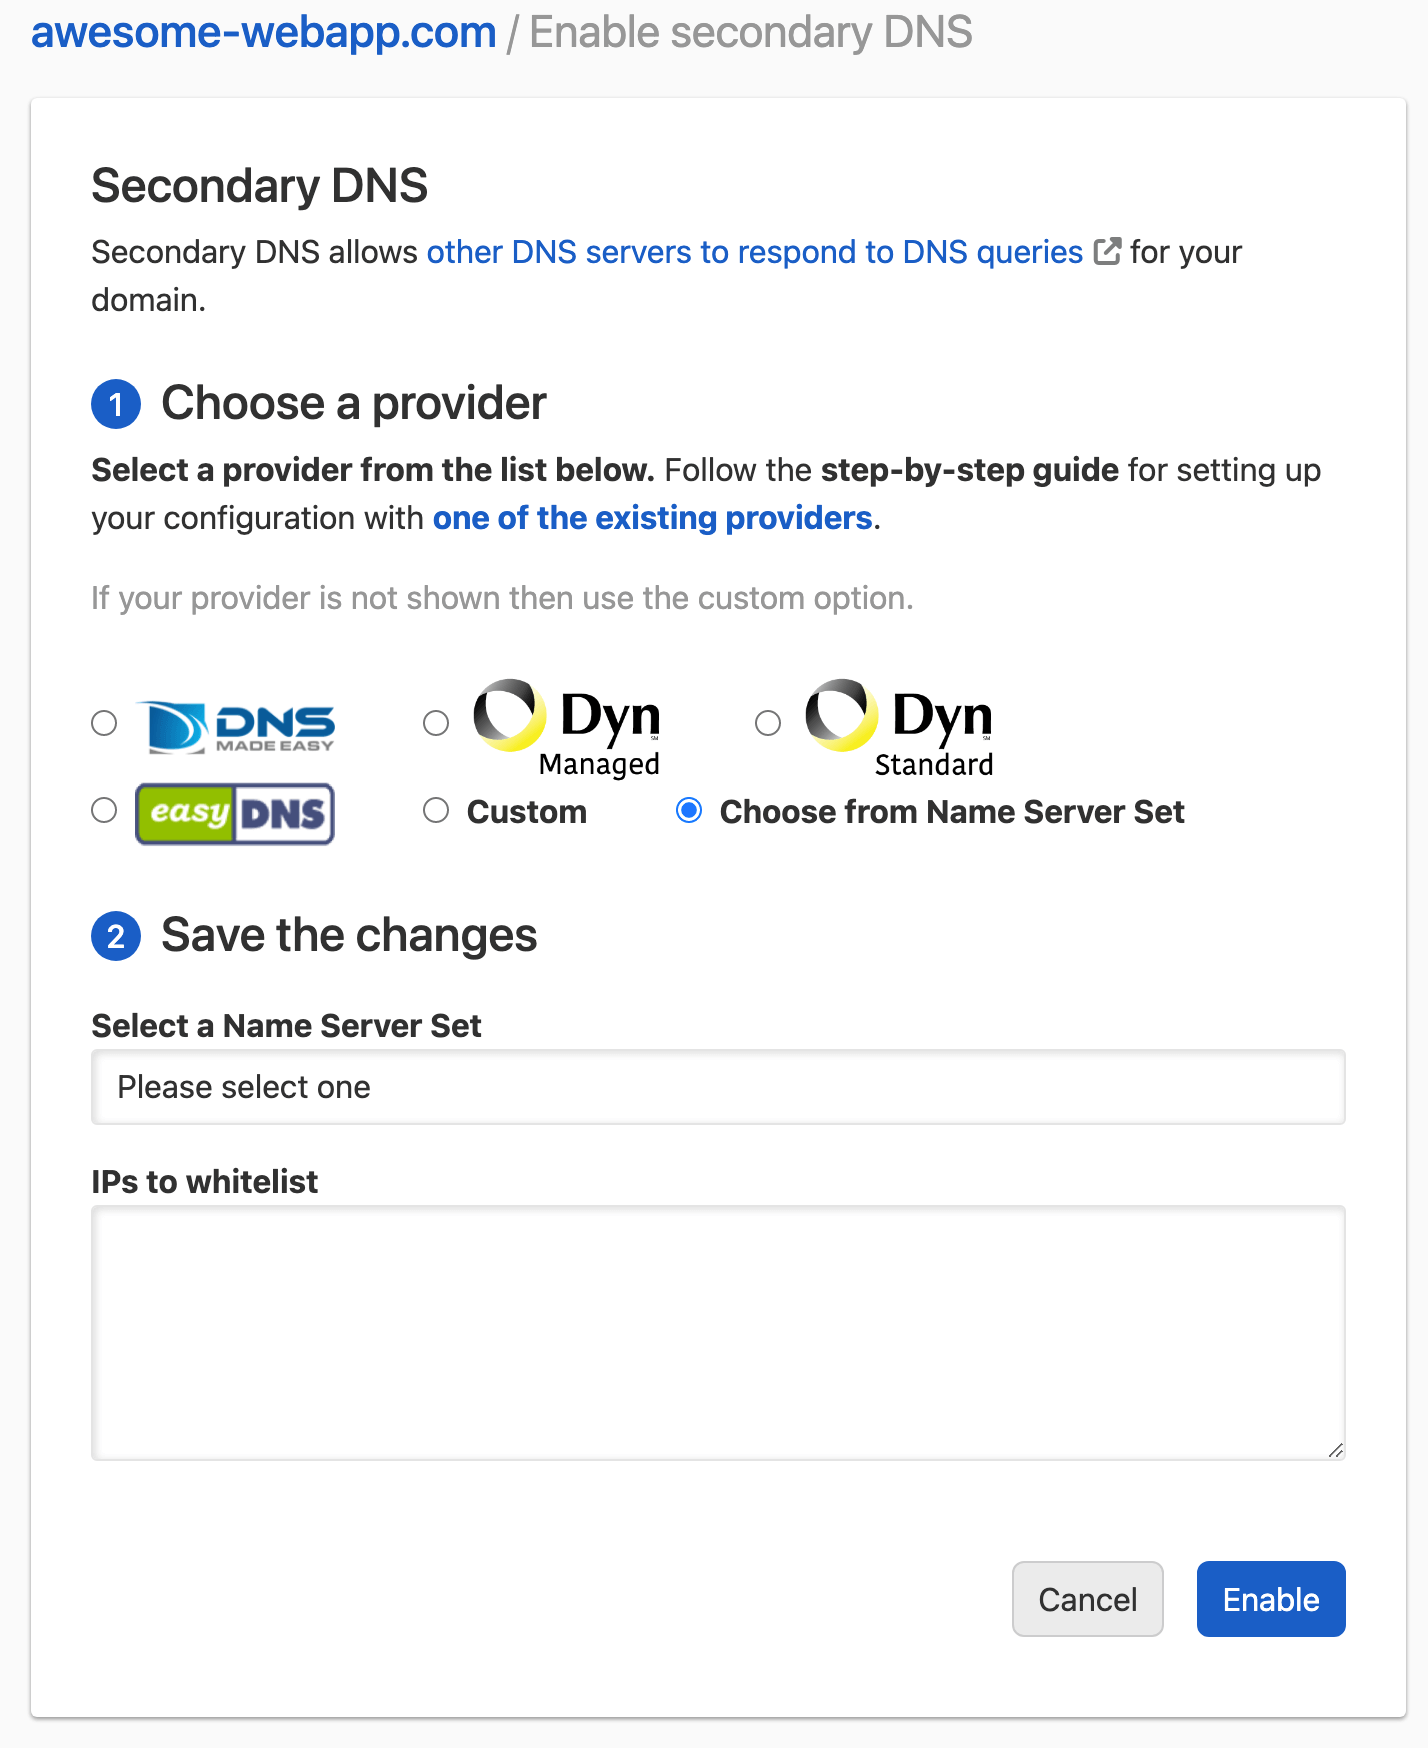 awesome-webapp.com / Enable secondary DNS
Secondary DNS
Secondary DNS allows other DNS servers to respond to DNS queries for your
domain.
1 Choose a provider
Select a provider from the list below. Follow the step-by-step guide for setting up
your configuration with one of the existing providers.
If your provider is not shown then use the custom option.
DNS MADE EASY
Dyn Managed
Dyn Standard
easyDNS
Custom
Choose from Name Server Set
2 Save the changes
Select a Name Server Set
Please select one
IPs to whitelist
Cancel
Enable